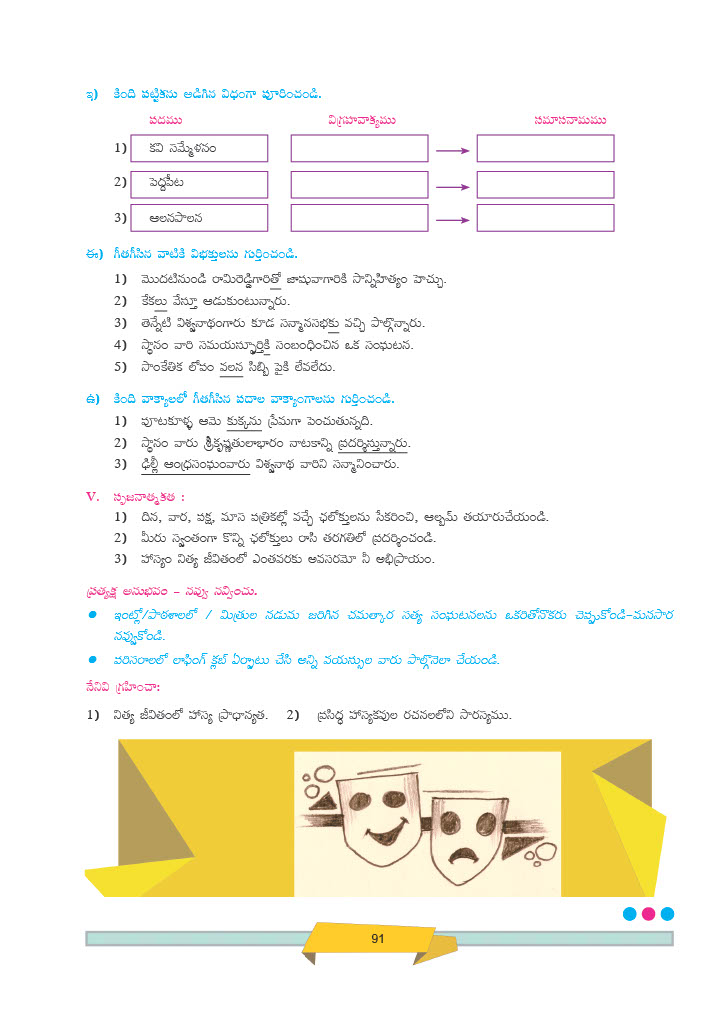 ఇ) కింది పట్టికను ఆడిగిన విధంగా పూరించండి.
పదము విగ్రహవాక్యము సమాసనామము
1) కవి సమ్మేళనం
2) పెద్దపీట
3) ఆలనపాలన
ఈ) గీతగీసిన వాటికి విభక్తులను గుర్తించండి.
1) మొదటినుండి రామిరెడ్డిగారితో జాషువాగారికి సాన్నిహిత్యం హెచ్చు.
2) కేకలు వేస్తూ ఆడుకుంటున్నారు.
3) తెన్నేటి విశ్వనాథంగారు కూడ సన్మానసభకు వచ్చి పాల్గొన్నారు.
4) స్థానం వారి సమయస్ఫూర్తికి సంబంధించిన ఒక సంఘటన.
5) సాంకేతిక లోపం వలన సిబ్బి పైకి లేవలేదు.
ఉ) కింది వాక్యాలలో గీతగీసిన పదాల వాక్యాంగాలను గుర్తించండి.
1) పూటకూళ్ళ ఆమె కుక్కను ప్రేమగా పెంచుతున్నది.
2) స్థానం వారు శ్రీకృష్ణతులాభారం నాటకాన్ని ప్రదర్శిస్తున్నారు.
3) ఢిల్లీ ఆంధ్రసంఘంవారు విశ్వనాథ వారిని సన్మానించారు.
V. సృజనాత్మకత :
1) దిన, వార, పక్ష, మాస పత్రికల్లో వచ్చే ఛలోక్తులను సేకరించి, ఆల్బమ్ తయారుచేయండి.
2) మీరు స్వంతంగా కొన్ని ఛలోక్తులు రాసి తరగతిలో ప్రదర్శించండి.
3) హాస్యం నిత్య జీవితంలో ఎంతవరకు అవసరమో నీ అభిప్రాయం.
ప్రత్యక్ష అనుభవం – నవ్వు నవ్వించు.
● ఇంట్లో/పాఠశాలలో / మిత్రుల నడుమ జరిగిన చమత్కార సత్య సంఘటనలను ఒకరితోనొకరు చెప్పుకోండి-మనసార
నవ్వుకోండి.
● పరిసరాలలో లాఫింగ్ క్లబ్ ఏర్పాటు చేసి అన్ని వయస్సుల వారు పాల్గొనెలా చేయండి.
నేనివి గ్రహించా:
1) నిత్య జీవితంలో హాస్య ప్రాధాన్యత. 2) ప్రసిద్ధ హాస్యకవుల రచనలలోని సారస్యము.
91